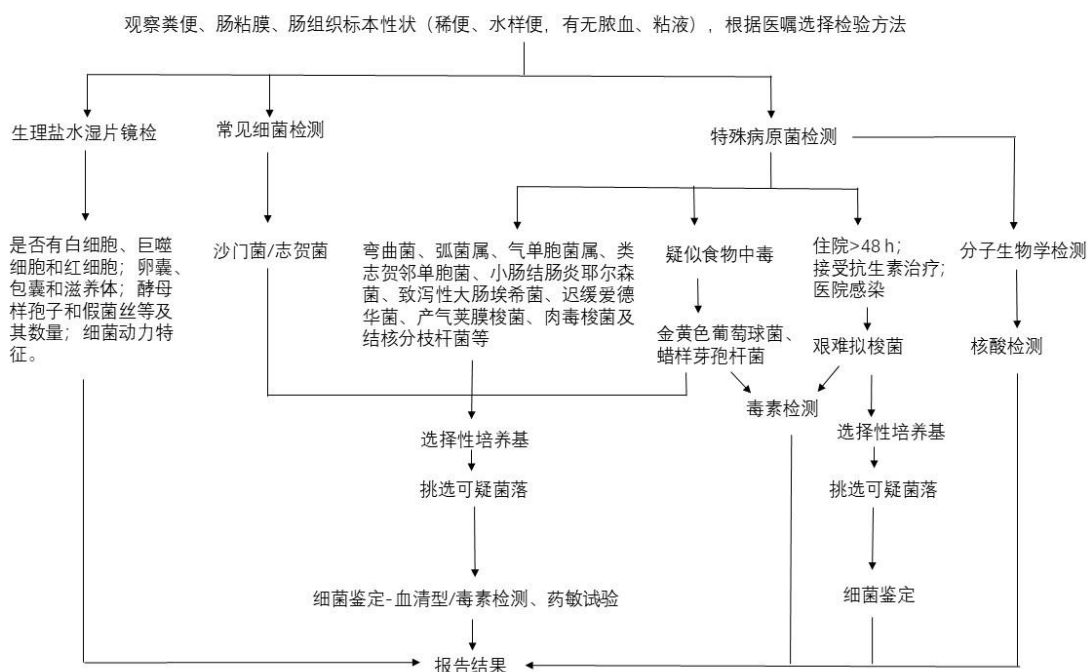 观察粪便、肠粘膜、肠组织标本性状（稀便、水样便，有无脓血、粘液），根据医嘱选择检验方法
生理盐水湿片镜检
常见细菌检测
特殊病原菌检测
是否有白细胞、巨噬
细胞和红细胞；卵囊、
包囊和滋养体；酵母
样孢子和假菌丝等及
其数量；细菌动力特
征。
沙门菌/志贺菌
弯曲菌、弧菌属、气单胞菌属、类
志贺邻单胞菌、小肠结肠炎耶尔森
菌、致泻性大肠埃希菌、迟缓爱德
华菌、产气荚膜梭菌、肉毒梭菌及
结核分枝杆菌等
疑似食物中毒
住院>48 h；
接受抗生素治疗；
医院感染
分子生物学检测
金黄色葡萄球菌、
蜡样芽孢杆菌
艰难拟梭菌
核酸检测
毒素检测
选择性培养基
选择性培养基
挑选可疑菌落
挑选可疑菌落
细菌鉴定-血清型/毒素检测、药敏试验
细菌鉴定
报告结果